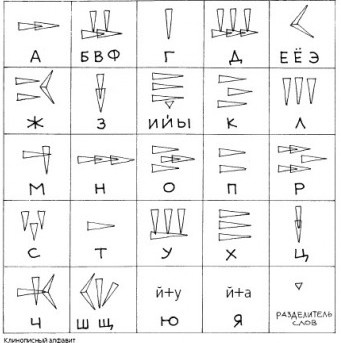 А БВФ Г Д ЕЁЭ
Ж З ИЙЫ К Л
М Н О П Р
С Т У Х Ц
й+у й+а
Ч ШЩ Ю Я РАЗДЕЛИТЕЛЬ
СЛОВ
Клинописный алфавит